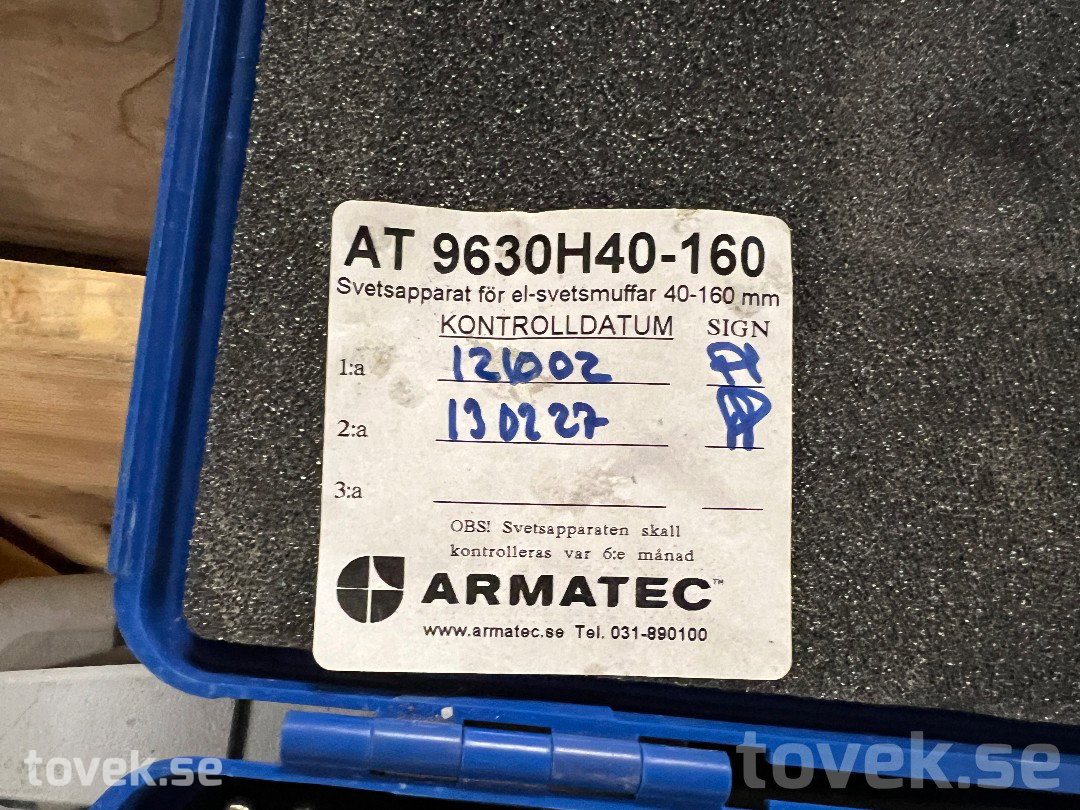 AT 9630H40-160
Svetsapparat för el-svetsmuffar 40-160 mm
KONTROLLDATUM SIGN
1:a 121002
2:a 130227
3:a
OBS! Svetsapparaten skall
kontrolleras var 6:e månad
ARMATEC™
www.armatec.se Tel. 031-890100
tovek.se
tovek.se